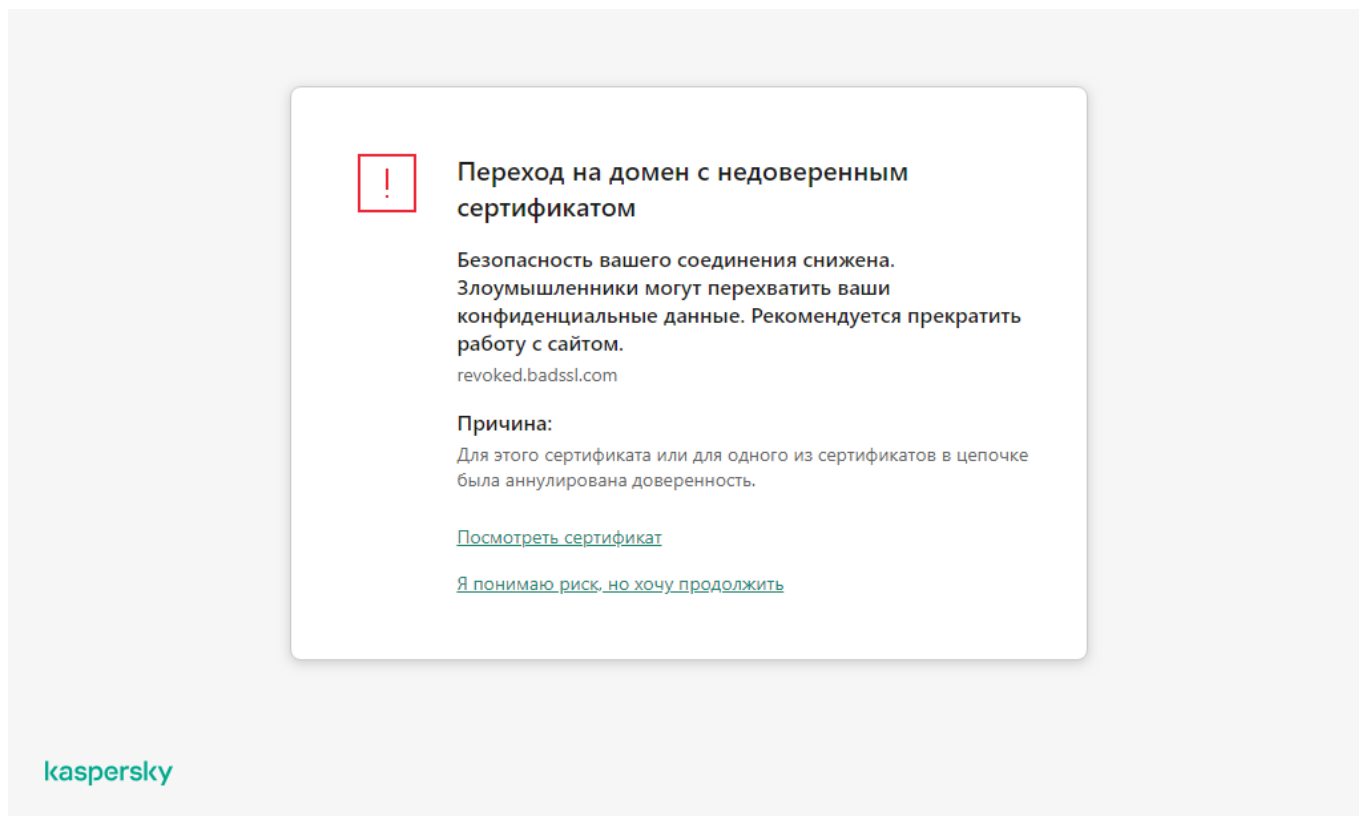 !
Переход на домен с недоверенным
сертификатом
Безопасность вашего соединения снижена.
Злоумышленники могут перехватить ваши
конфиденциальные данные. Рекомендуется прекратить
работу с сайтом.
revoked.badssl.com
Причина:
Для этого сертификата или для одного из сертификатов в цепочке
была аннулирована доверенность.
Посмотреть сертификат
Я понимаю риск, но хочу продолжить
kaspersky